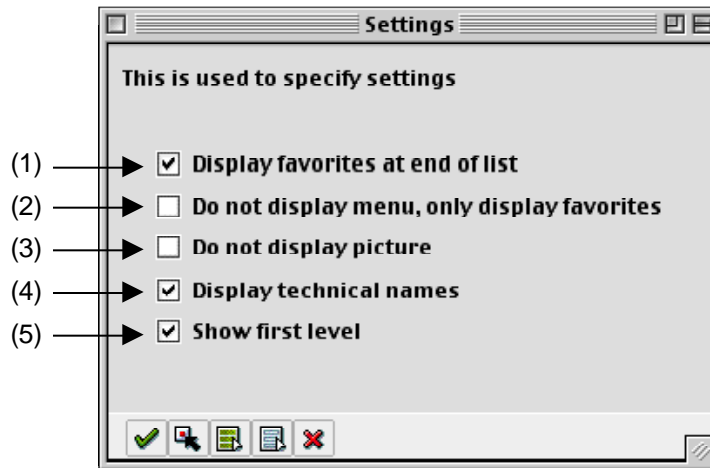 Settings
This is used to specify settings
(1) Display favorites at end of list
(2) Do not display menu, only display favorites
(3) Do not display picture
(4) Display technical names
(5) Show first level